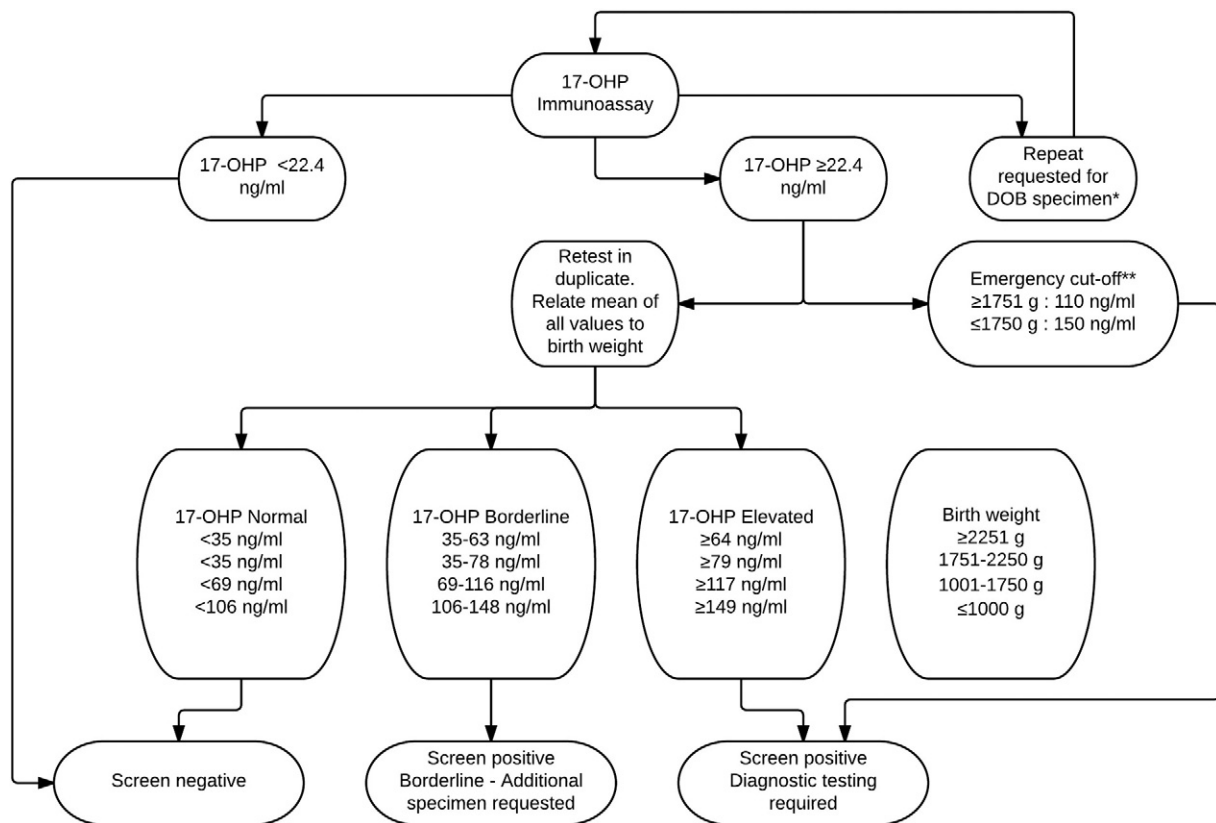 17-OHP
Immunoassay
17-OHP <22.4
ng/ml
17-OHP ≥22.4
ng/ml
Repeat
requested for
DOB specimen*
Retest in
duplicate.
Relate mean of
all values to
birth weight
Emergency cut-off**
≥1751 g : 110 ng/ml
≤1750 g : 150 ng/ml
17-OHP Normal
<35 ng/ml
<35 ng/ml
<69 ng/ml
<106 ng/ml
17-OHP Borderline
35-63 ng/ml
35-78 ng/ml
69-116 ng/ml
106-148 ng/ml
17-OHP Elevated
≥64 ng/ml
≥79 ng/ml
≥117 ng/ml
≥149 ng/ml
Birth weight
≥2251 g
1751-2250 g
1001-1750 g
≤1000 g
Screen negative
Screen positive
Borderline - Additional
specimen requested
Screen positive
Diagnostic testing
required